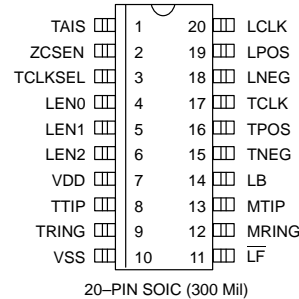 TAIS 1 20 LCLK
ZCSEN 2 19 LPOS
TCLKSEL 3 18 LNEG
LEN0 4 17 TCLK
LEN1 5 16 TPOS
LEN2 6 15 TNEG
VDD 7 14 LB
TTIP 8 13 MTIP
TRING 9 12 MRING
VSS 10 11 L̅F̅
20–PIN SOIC (300 Mil)